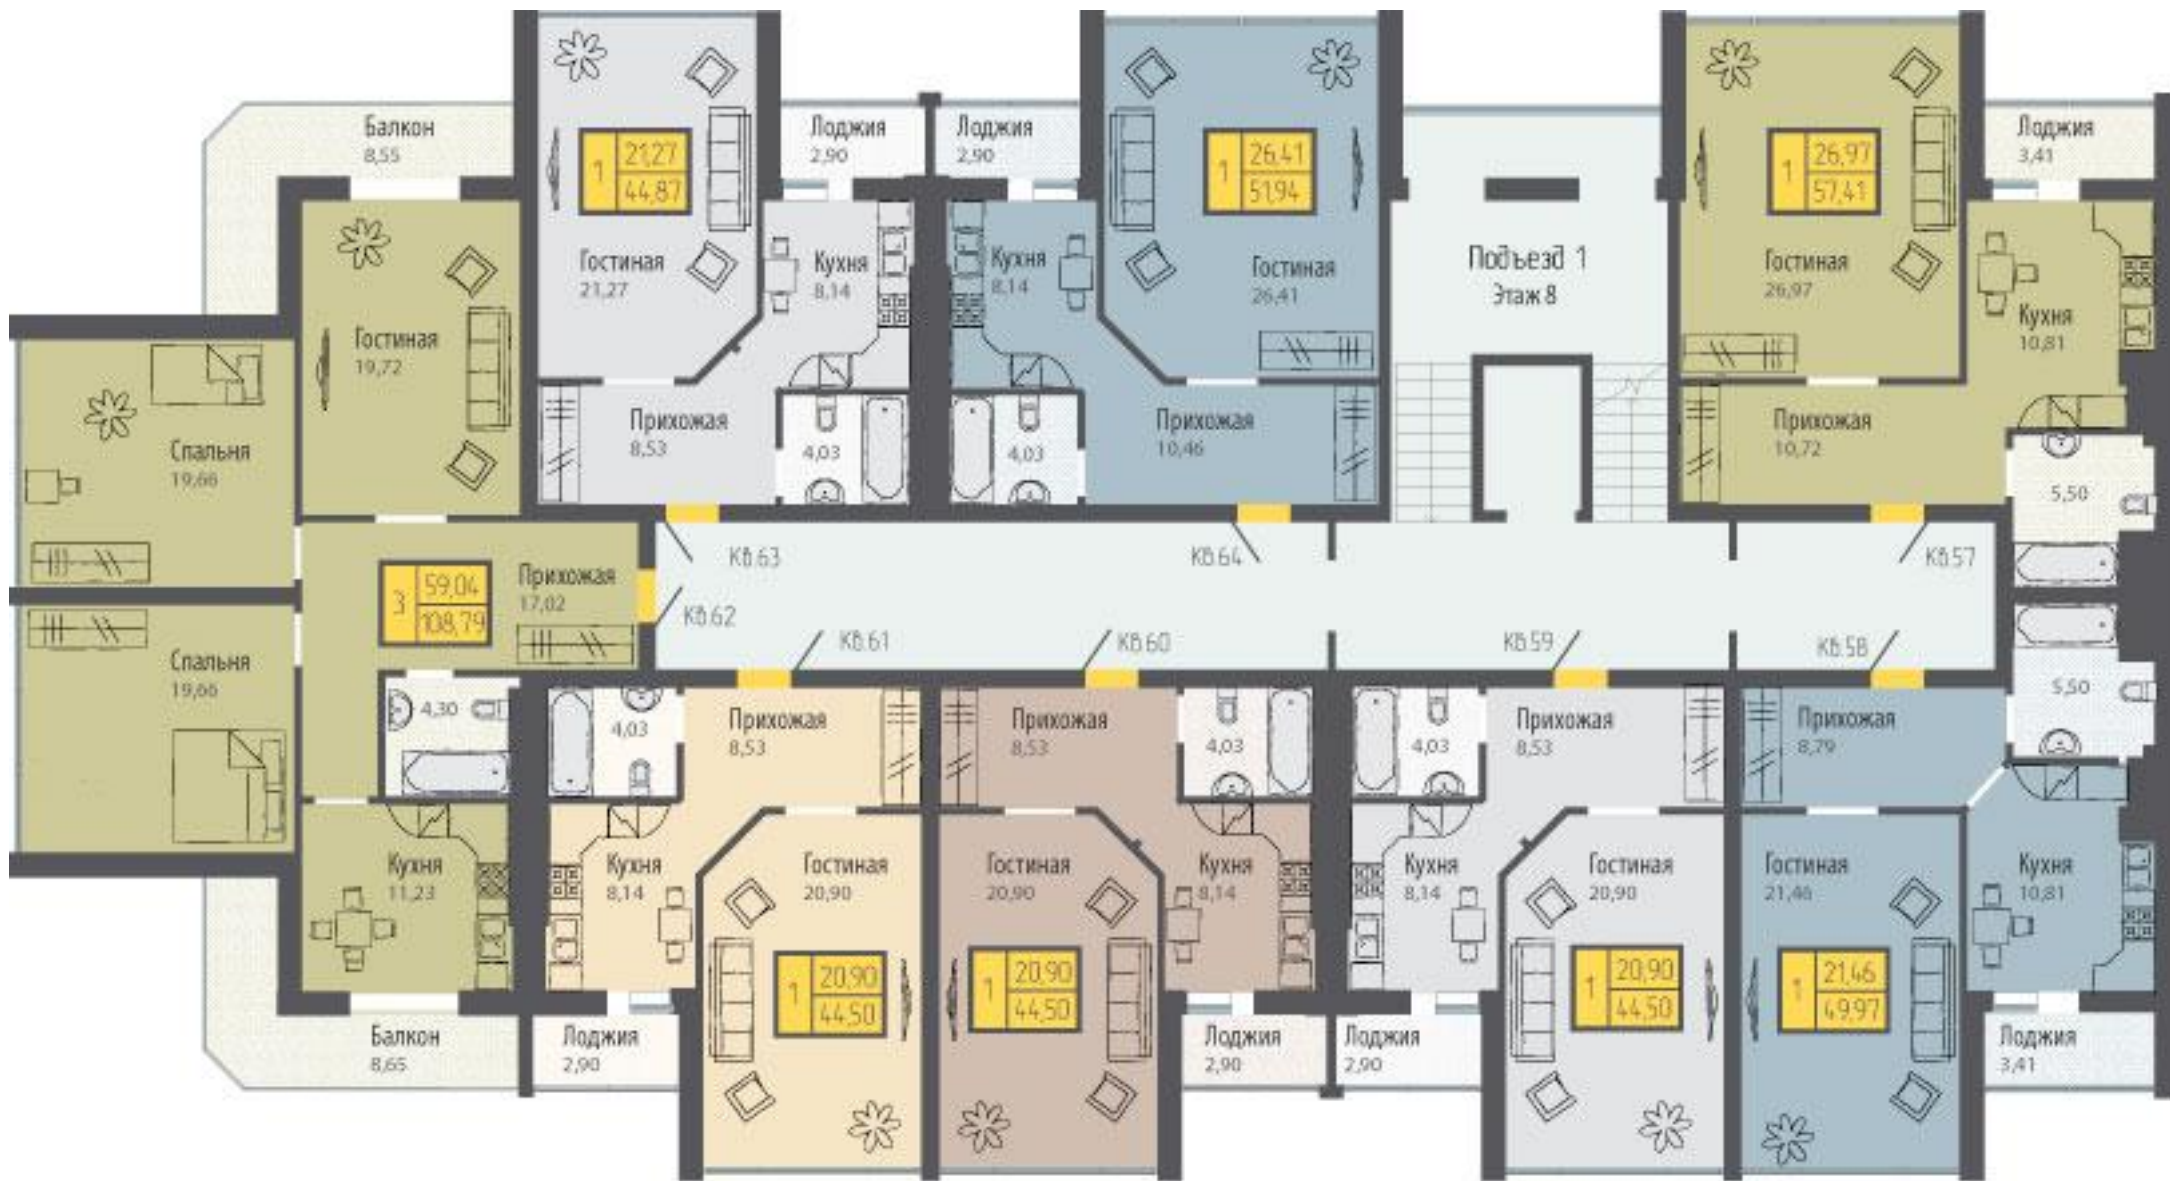 Балкон
8,55
Гостиная
19,72
Спальня
19,66
Спальня
19,66
3
59,04
108,79
Прихожая
17,02
4,30
Кухня
11,23
Балкон
8,65
1
21,27
44,87
Гостиная
21,27
Лоджия
2,90
Кухня
8,14
Прихожая
8,53
4,03
Лоджия
2,90
Кухня
8,14
1
26,41
51,94
Гостиная
26,41
4,03
Прихожая
10,46
Подъезд 1
Этаж 8
1
26,97
57,41
Гостиная
26,97
Лоджия
3,41
Кухня
10,81
Прихожая
10,72
5,50
Кв.63
Кв.64
Кв.57
Кв.62
Кв.61
Кв.60
Кв.59
Кв.58
4,03
Прихожая
8,53
Кухня
8,14
Гостиная
20,90
1
20,90
44,50
Лоджия
2,90
Прихожая
8,53
4,03
Гостиная
20,90
Кухня
8,14
1
20,90
44,50
Лоджия
2,90
4,03
Прихожая
8,53
Кухня
8,14
Гостиная
20,90
1
20,90
44,50
Лоджия
2,90
Прихожая
8,79
5,50
Гостиная
21,46
Кухня
10,81
1
21,46
49,97
Лоджия
3,41